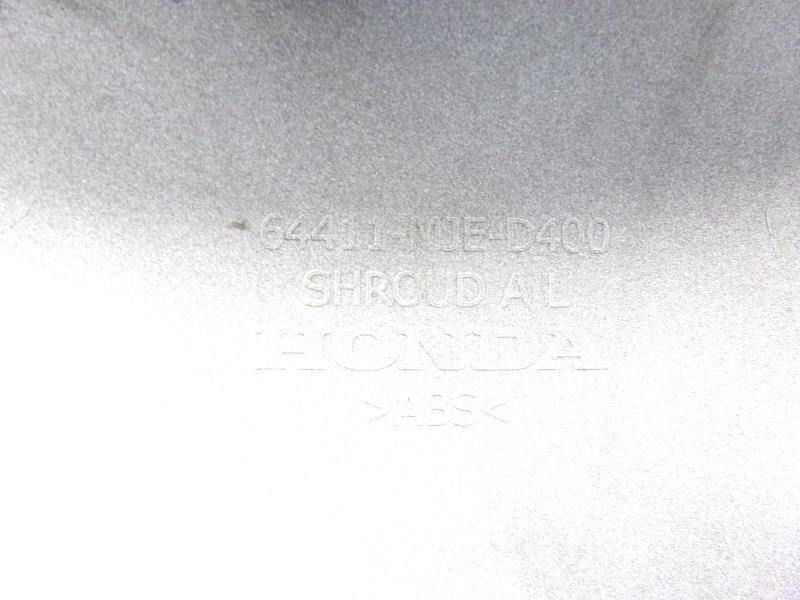 64411-MJE-D400
SHROUD A L
HONDA
>ABS<